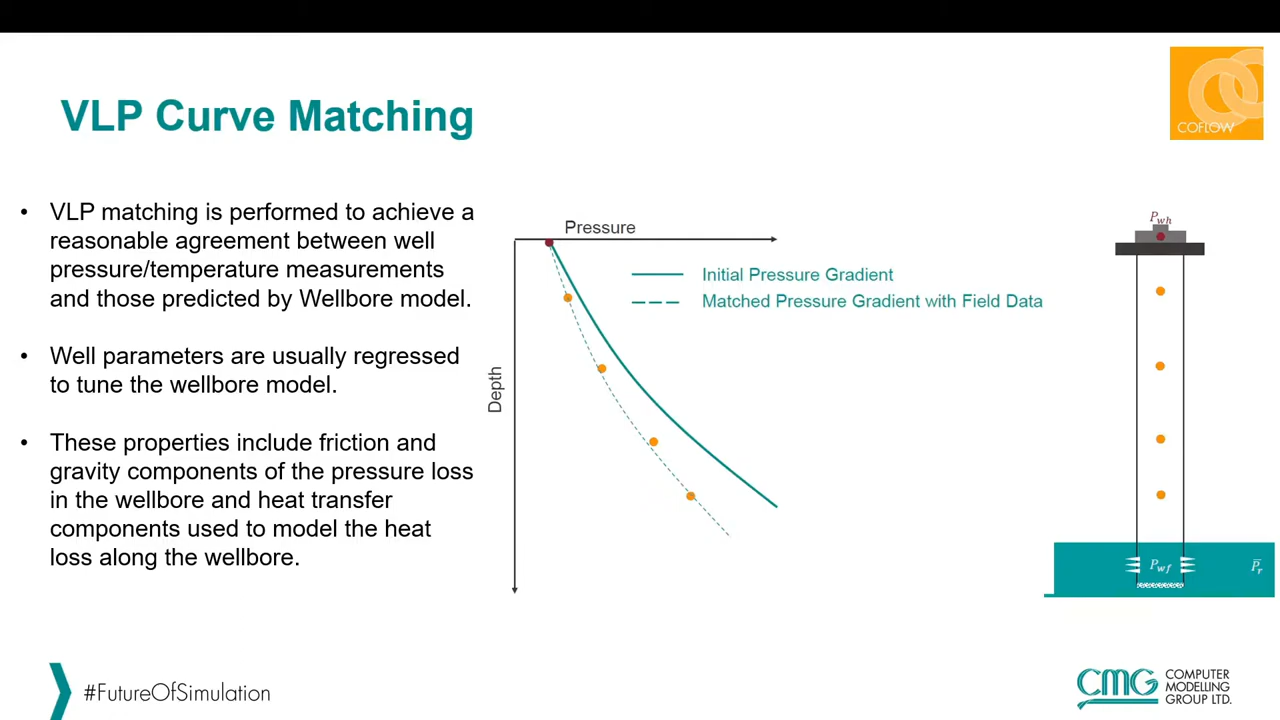 COFLOW
VLP Curve Matching
• VLP matching is performed to achieve a
reasonable agreement between well
pressure/temperature measurements
and those predicted by Wellbore model.
• Well parameters are usually regressed
to tune the wellbore model.
• These properties include friction and
gravity components of the pressure loss
in the wellbore and heat transfer
components used to model the heat
loss along the wellbore.
Pressure
Initial Pressure Gradient
Matched Pressure Gradient with Field Data
Depth
P_wh
P_wf
P̅_r
#FutureOfSimulation
CMG
COMPUTER
MODELLING
GROUP LTD.